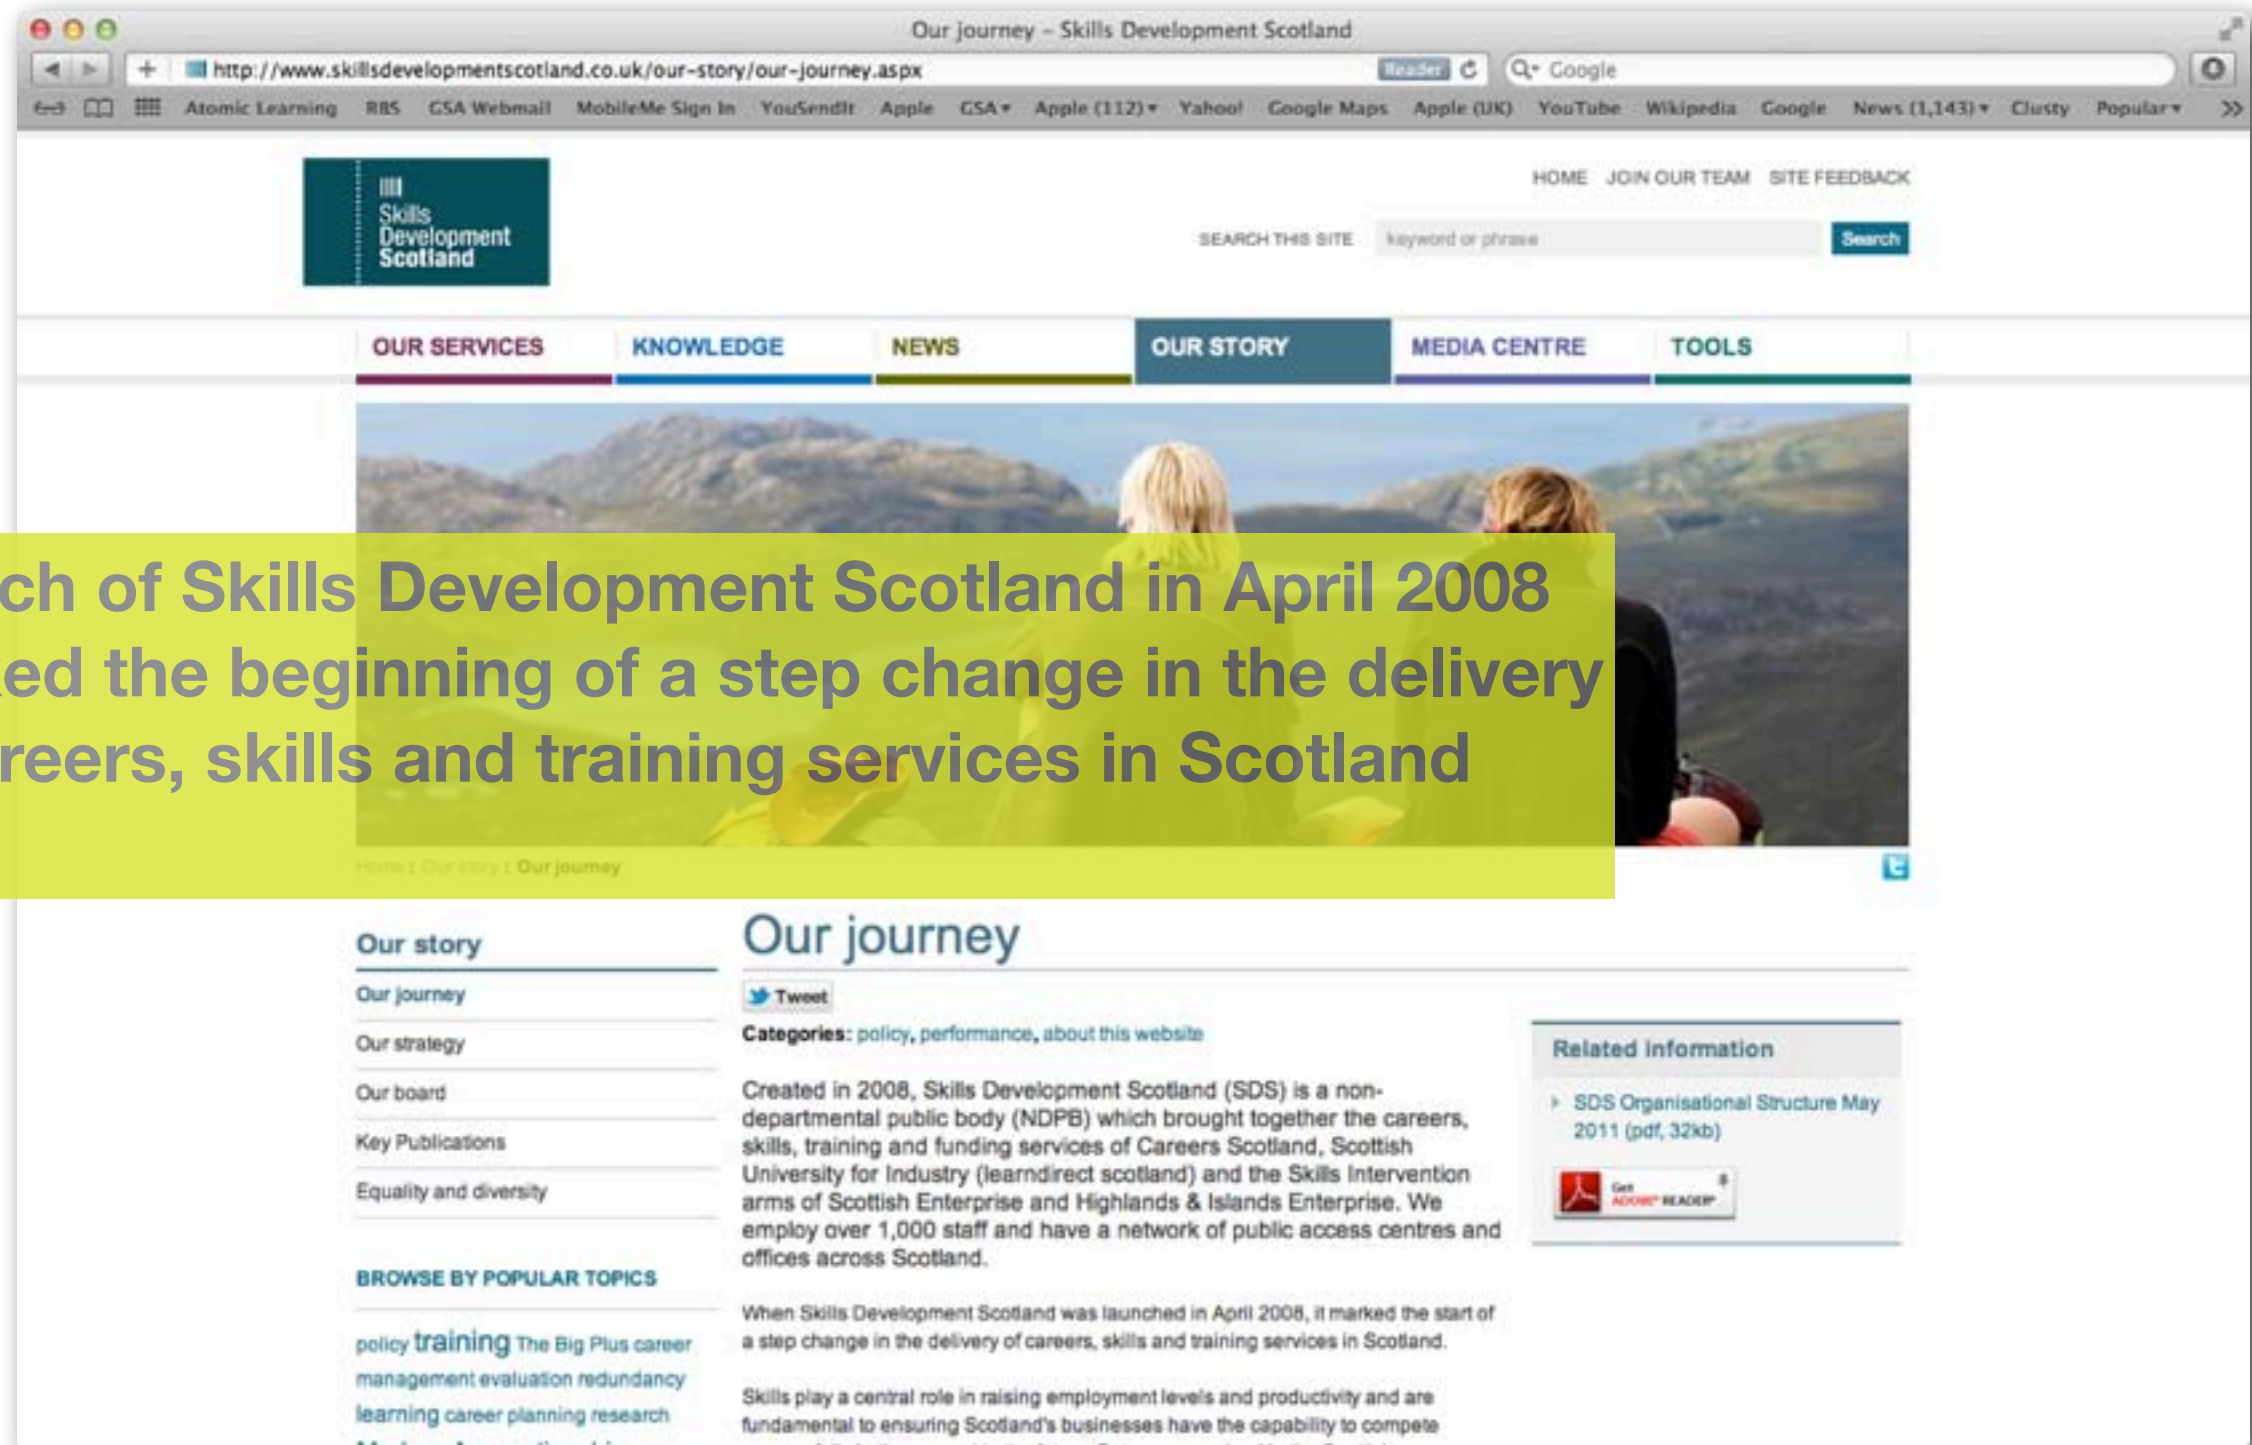 Our journey – Skills Development Scotland
http://www.skillsdevelopmentscotland.co.uk/our-story/our-journey.aspx
Reader
Google
Atomic Learning RBS GSA Webmail MobileMe Sign In YouSendIt Apple GSA Apple (112) Yahoo! Google Maps Apple (UK) YouTube Wikipedia Google News (1,143) Clusty Popular
HOME JOIN OUR TEAM SITE FEEDBACK
Skills
Development
Scotland
SEARCH THIS SITE keyword or phrase Search
OUR SERVICES KNOWLEDGE NEWS OUR STORY MEDIA CENTRE TOOLS
ch of Skills Development Scotland in April 2008
ed the beginning of a step change in the delivery
reers, skills and training services in Scotland
Home : Our story : Our journey
Our story
Our journey
Our strategy
Our board
Key Publications
Equality and diversity
BROWSE BY POPULAR TOPICS
policy training The Big Plus career
management evaluation redundancy
learning career planning research
Our journey
Tweet
Categories: policy, performance, about this website
Created in 2008, Skills Development Scotland (SDS) is a non-
departmental public body (NDPB) which brought together the careers,
skills, training and funding services of Careers Scotland, Scottish
University for Industry (learndirect scotland) and the Skills Intervention
arms of Scottish Enterprise and Highlands & Islands Enterprise. We
employ over 1,000 staff and have a network of public access centres and
offices across Scotland.
When Skills Development Scotland was launched in April 2008, it marked the start of
a step change in the delivery of careers, skills and training services in Scotland.
Skills play a central role in raising employment levels and productivity and are
fundamental to ensuring Scotland's businesses have the capability to compete
Related information
SDS Organisational Structure May
2011 (pdf, 32kb)
Get
ADOBE® READER®